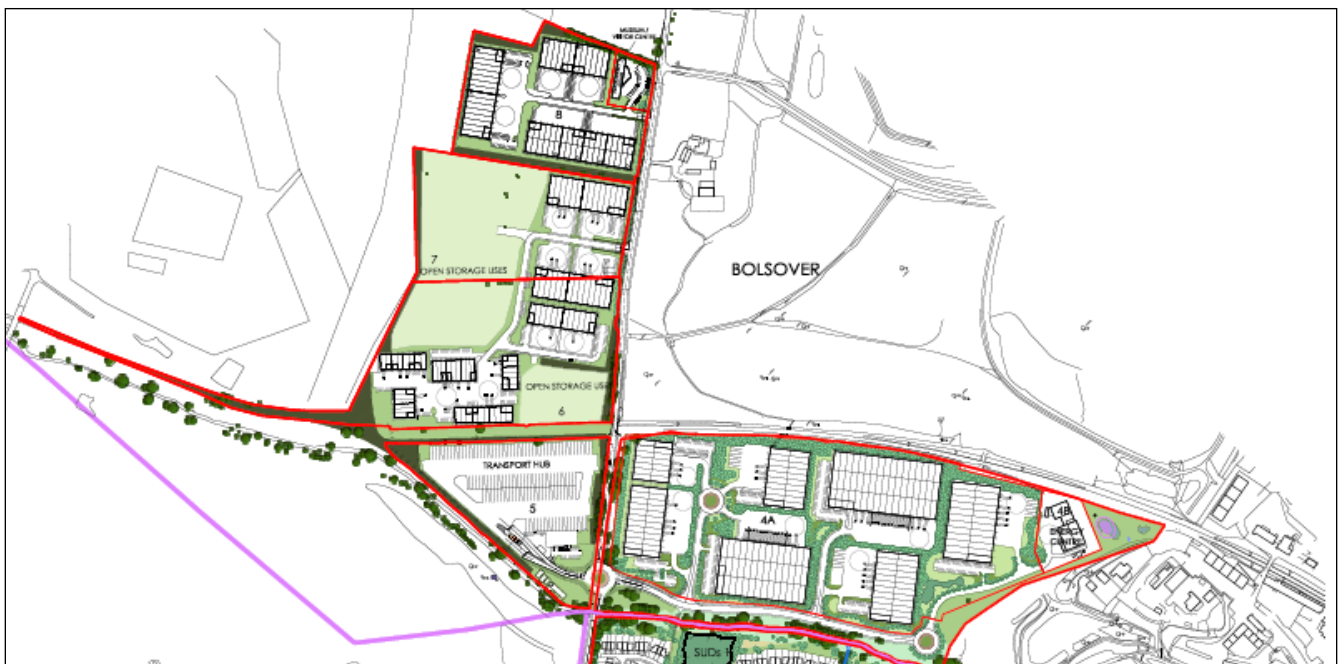 MUSEUM /
VISITOR CENTRE
8
7
OPEN STORAGE USES
BOLSOVER
OPEN STORAGE USES
6
TRANSPORT HUB
5
4A
4B
ENERGY
CENTRE
SUDs